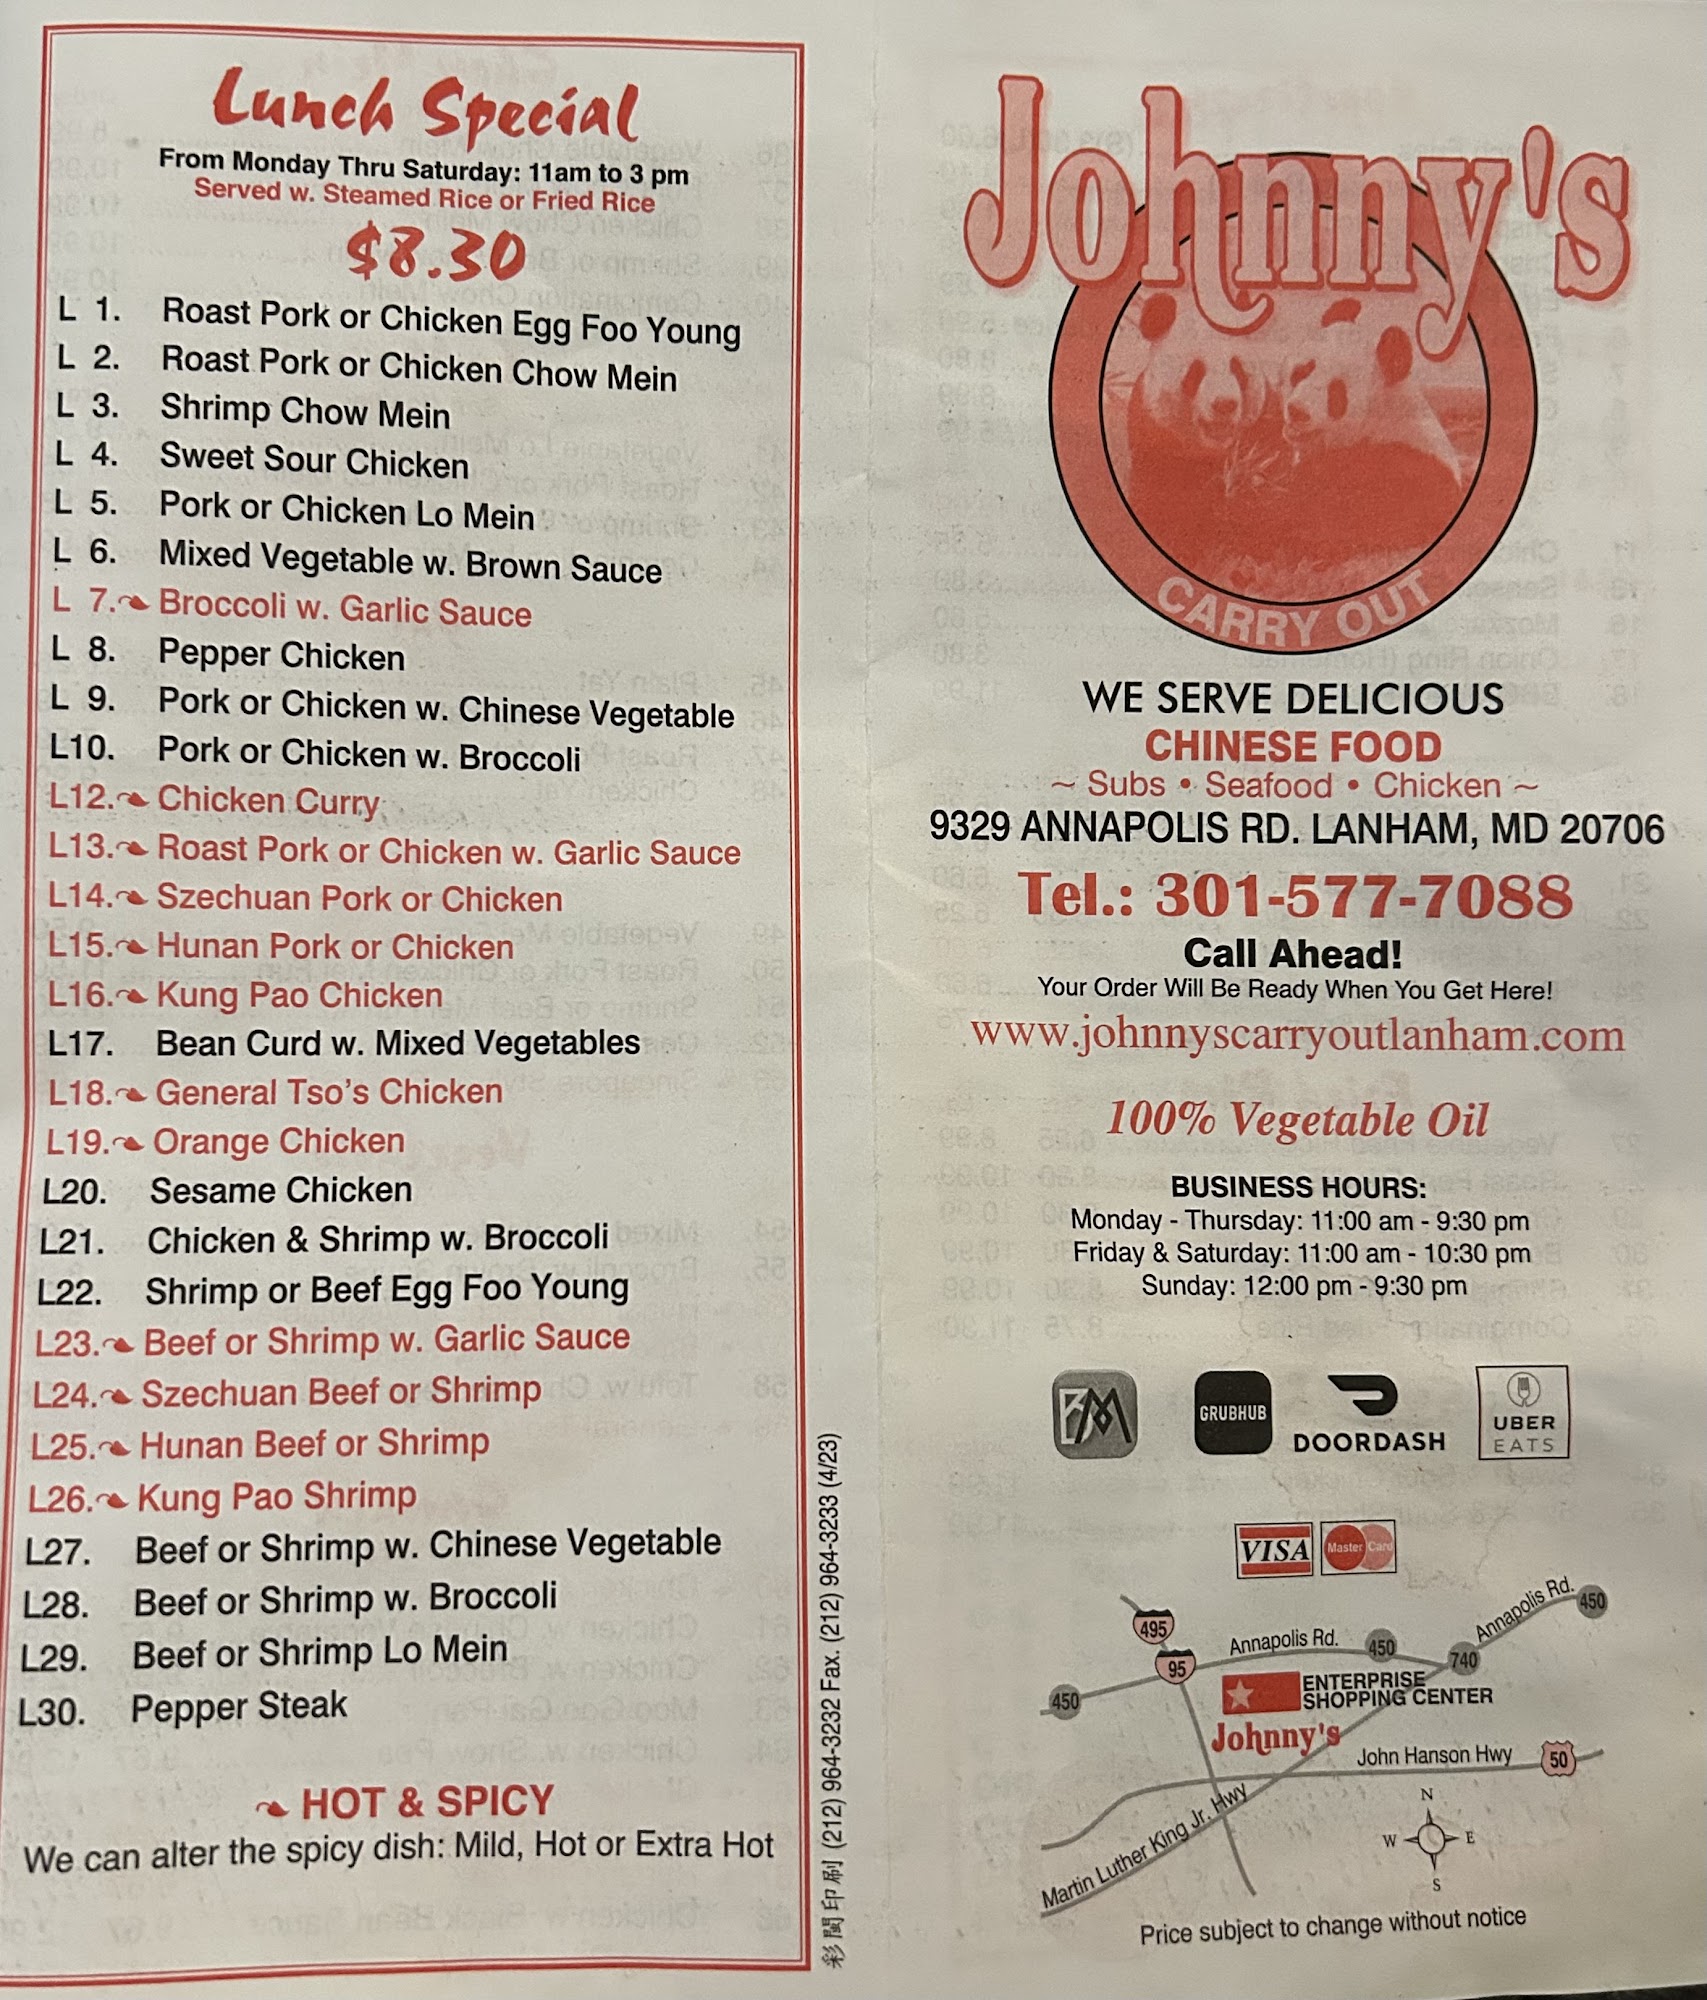 Lunch Special
From Monday Thru Saturday: 11am to 3 pm
Served w. Steamed Rice or Fried Rice
$8.30
L 1. Roast Pork or Chicken Egg Foo Young
L 2. Roast Pork or Chicken Chow Mein
L 3. Shrimp Chow Mein
L 4. Sweet Sour Chicken
L 5. Pork or Chicken Lo Mein
L 6. Mixed Vegetable w. Brown Sauce
L 7. Broccoli w. Garlic Sauce
L 8. Pepper Chicken
L 9. Pork or Chicken w. Chinese Vegetable
L10. Pork or Chicken w. Broccoli
L12. Chicken Curry
L13. Roast Pork or Chicken w. Garlic Sauce
L14. Szechuan Pork or Chicken
L15. Hunan Pork or Chicken
L16. Kung Pao Chicken
L17. Bean Curd w. Mixed Vegetables
L18. General Tso's Chicken
L19. Orange Chicken
L20. Sesame Chicken
L21. Chicken & Shrimp w. Broccoli
L22. Shrimp or Beef Egg Foo Young
L23. Beef or Shrimp w. Garlic Sauce
L24. Szechuan Beef or Shrimp
L25. Hunan Beef or Shrimp
L26. Kung Pao Shrimp
L27. Beef or Shrimp w. Chinese Vegetable
L28. Beef or Shrimp w. Broccoli
L29. Beef or Shrimp Lo Mein
L30. Pepper Steak
HOT & SPICY
We can alter the spicy dish: Mild, Hot or Extra Hot
彩閣印刷 (212) 964-3232 Fax. (212) 964-3233 (4/23)
Johnny's
CARRY OUT
WE SERVE DELICIOUS
CHINESE FOOD
~ Subs • Seafood • Chicken ~
9329 ANNAPOLIS RD. LANHAM, MD 20706
Tel.: 301-577-7088
Call Ahead!
Your Order Will Be Ready When You Get Here!
www.johnnyscarryoutlanham.com
100% Vegetable Oil
BUSINESS HOURS:
Monday - Thursday: 11:00 am - 9:30 pm
Friday & Saturday: 11:00 am - 10:30 pm
Sunday: 12:00 pm - 9:30 pm
BM
GRUBHUB
DOORDASH
UBER
EATS
VISA
Master Card
495
95
450
Annapolis Rd.
450
740
Annapolis Rd.
450
ENTERPRISE
SHOPPING CENTER
Johnny's
John Hanson Hwy
50
Martin Luther King Jr. Hwy
N
W
E
S
Price subject to change without notice